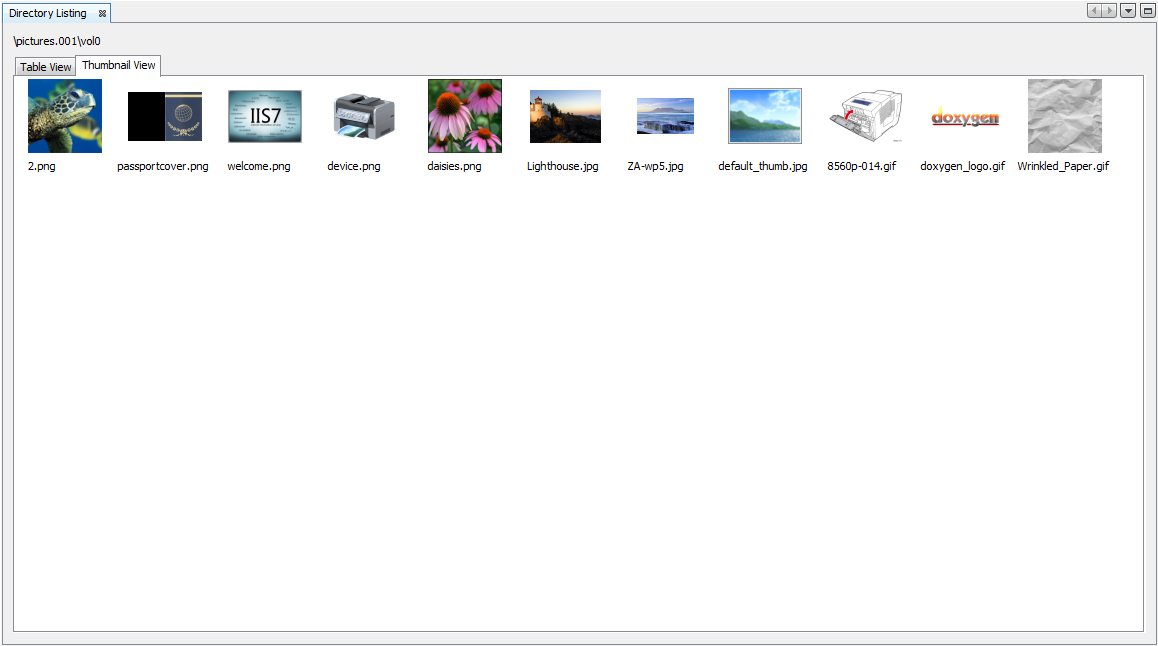 Directory Listing
\pictures.001\vol0
Table View Thumbnail View
IIS7
doxygen
2.png passportcover.png welcome.png device.png daisies.png Lighthouse.jpg ZA-wp5.jpg default_thumb.jpg 8560p-014.gif doxygen_logo.gif Wrinkled_Paper.gif